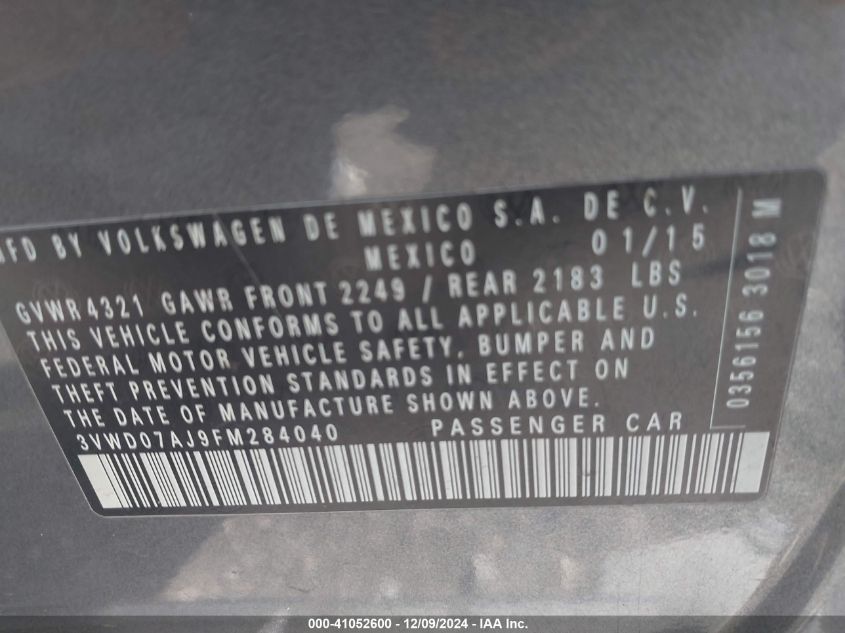 MFD BY VOLKSWAGEN DE MEXICO S.A. DE C.V.
MEXICO 01/15
GVWR 4321 GAWR FRONT 2249 / REAR 2183 LBS
THIS VEHICLE CONFORMS TO ALL APPLICABLE U.S.
FEDERAL MOTOR VEHICLE SAFETY, BUMPER AND
THEFT PREVENTION STANDARDS IN EFFECT ON
THE DATE OF MANUFACTURE SHOWN ABOVE.
3VWD07AJ9FM284040 PASSENGER CAR
0356156 3018 M
000-41052600 - 12/09/2024 - IAA Inc.